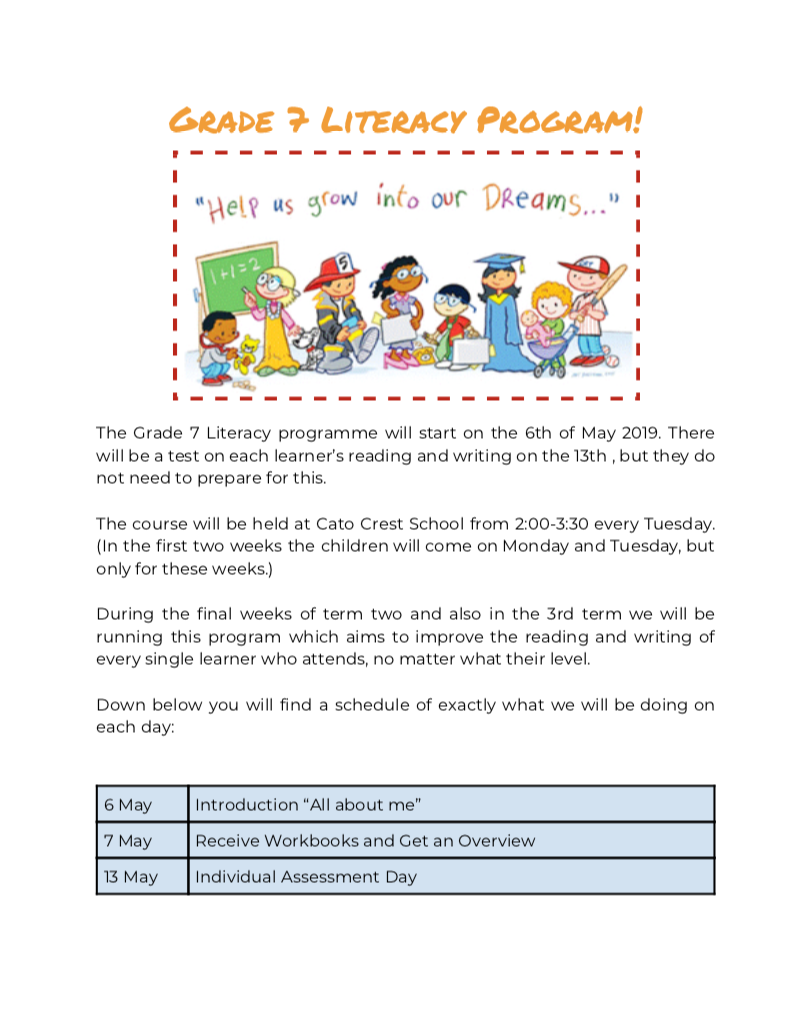 Grade 7 Literacy Program!
"Help us grow into our Dreams..."
1+1=2
5
The Grade 7 Literacy programme will start on the 6th of May 2019. There
will be a test on each learner's reading and writing on the 13th , but they do
not need to prepare for this.
The course will be held at Cato Crest School from 2:00-3:30 every Tuesday.
(In the first two weeks the children will come on Monday and Tuesday, but
only for these weeks.)
During the final weeks of term two and also in the 3rd term we will be
running this program which aims to improve the reading and writing of
every single learner who attends, no matter what their level.
Down below you will find a schedule of exactly what we will be doing on
each day:
6 May Introduction “All about me”
7 May Receive Workbooks and Get an Overview
13 May Individual Assessment Day